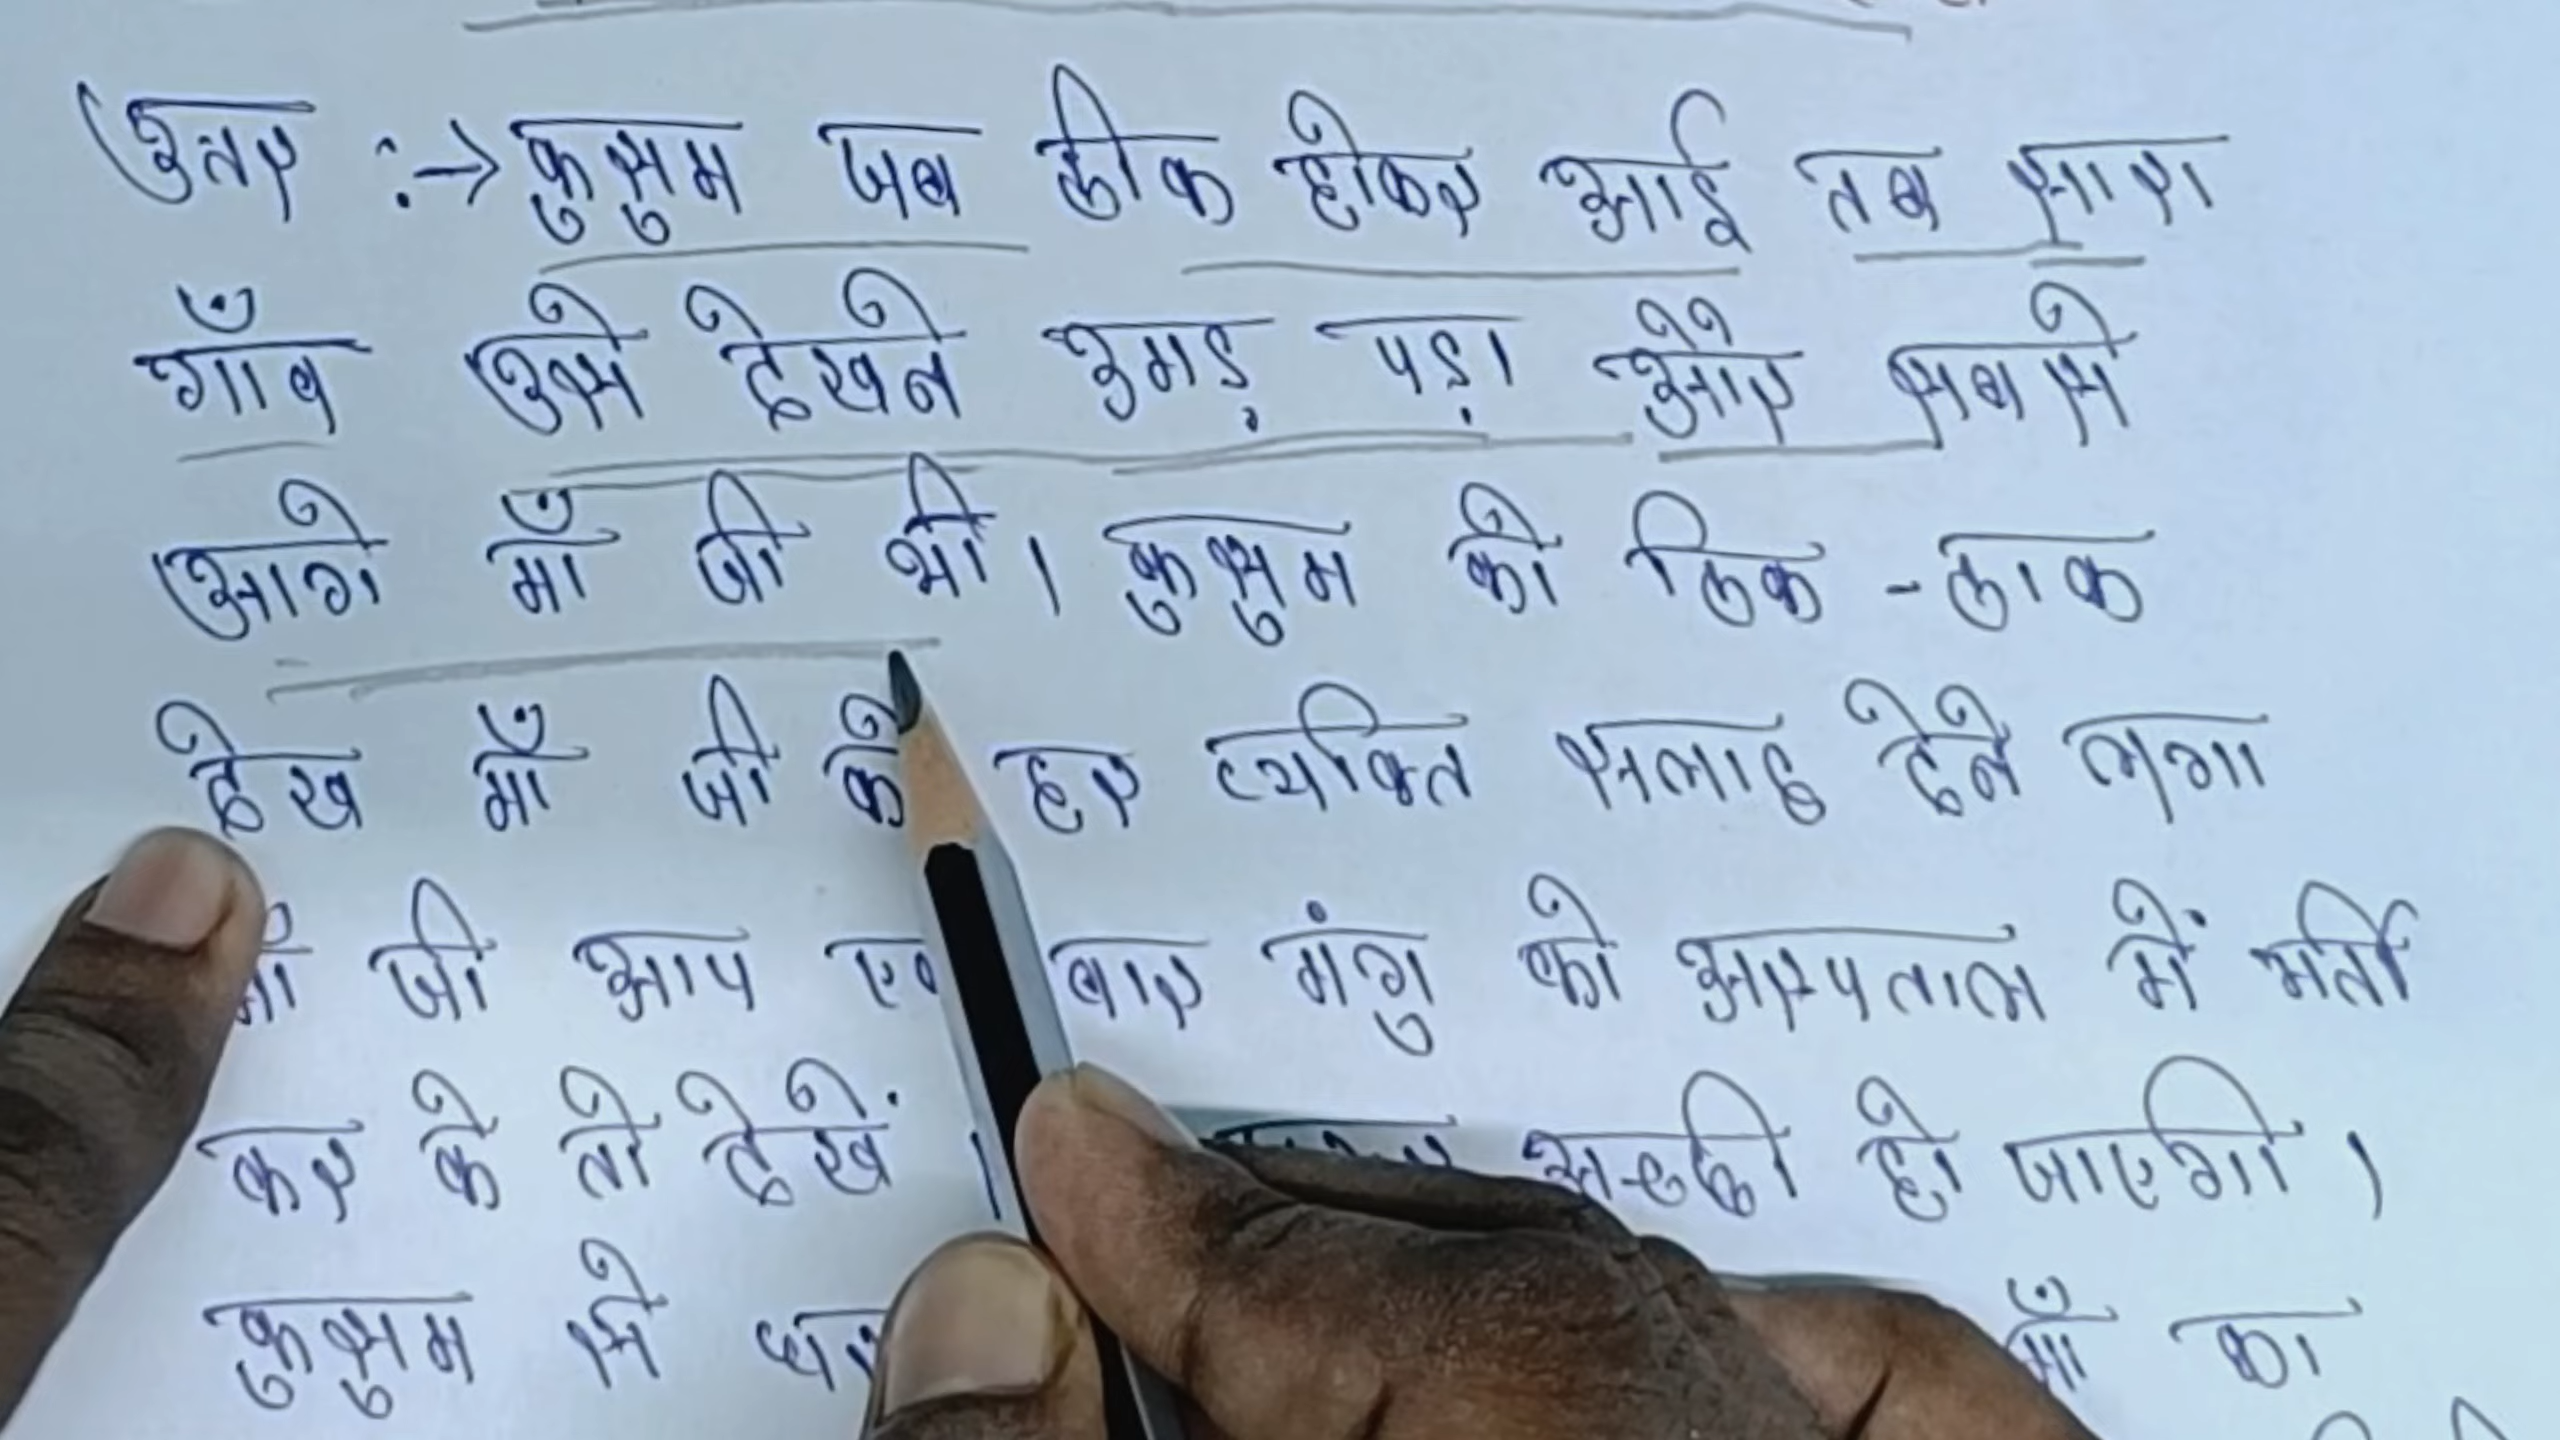 उत्तर :→ कुसुम जब ठीक होकर आई तब सारा
गाँव उसे देखने उमड़ पड़ा और सबसे
आगे माँ जी थी। कुसुम को ठिक - ठाक
देख माँ जी के हर व्यक्ति सलाह देने लगा
जी आप बार मंगु को अस्पताल में भर्ती
कर के तो देखें । अच्छी हो जाएगी ।
कुसुम से माँ का